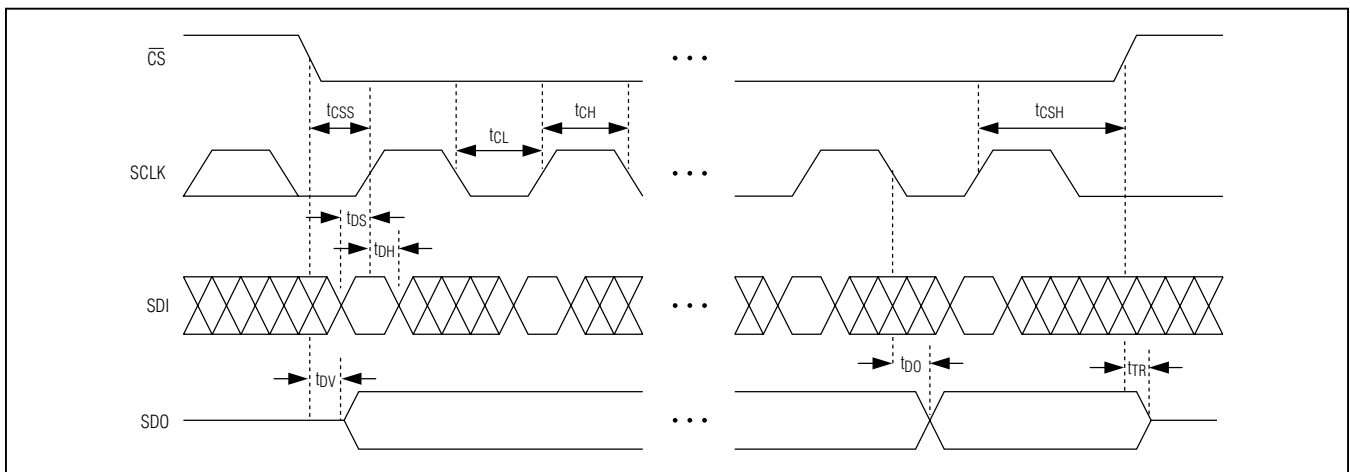 CS
• • •
tCSS
tCL
tCH
tCSH
SCLK
• • •
tDS
tDH
SDI
• • •
tDV
tDO
tTR
SDO
• • •